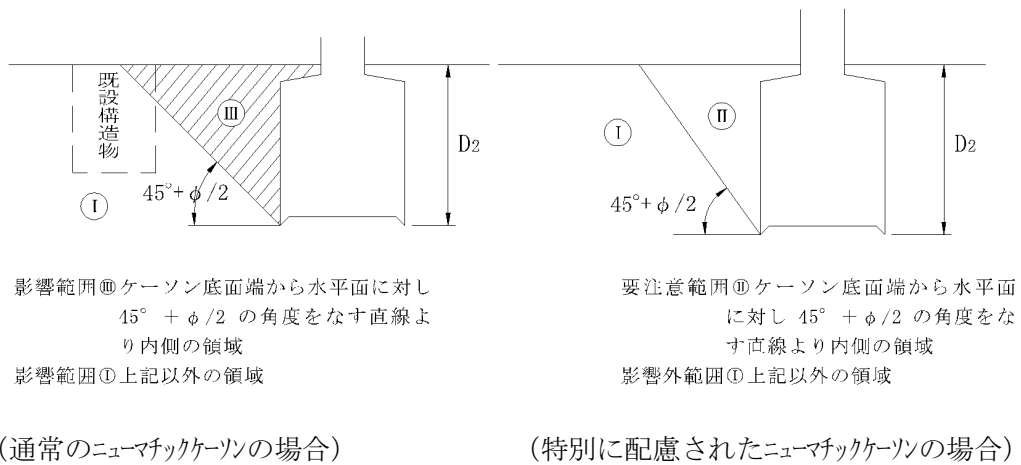 既設構造物
Ⅲ
D2
45°+φ/2
Ⅰ
Ⅰ
Ⅱ
D2
45°+φ/2
影響範囲Ⓘ︎ケーソン底面端から水平面に対し
45° +φ/2 の角度をなす直線よ
り内側の領域
影響範囲Ⓘ上記以外の領域
要注意範囲Ⅱケーソン底面端から水平面
に対し 45° +φ/2 の角度をな
す直線より内側の領域
影響外範囲Ⓘ上記以外の領域
(通常のニューマチックケーソンの場合)
(特別に配慮されたニューマチックケーソンの場合)